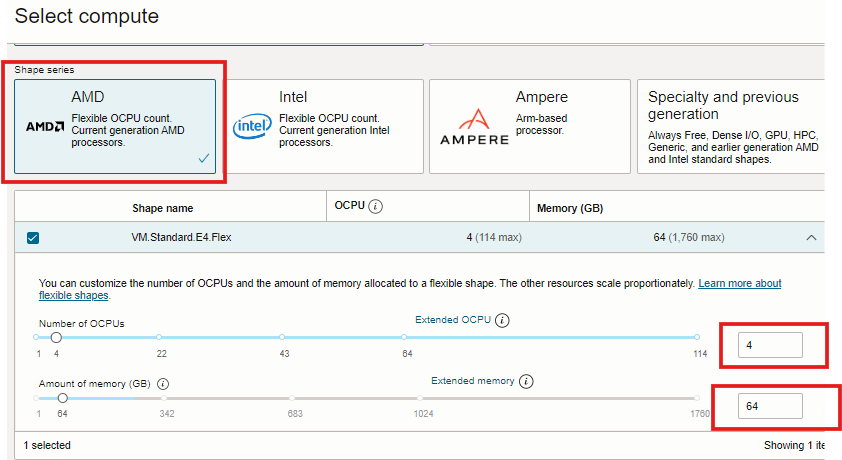 Select compute
Shape series
AMD
AMD
Flexible OCPU count.
Current generation AMD
processors.
intel
Intel
Flexible OCPU count.
Current generation Intel
processors.
AMPERE
Ampere
Arm-based
processor.
Specialty and previous
generation
Always Free, Dense I/O, GPU, HPC,
Generic, and earlier generation AMD
and Intel standard shapes.
Shape name OCPU i Memory (GB)
VM.Standard.E4.Flex 4 (114 max) 64 (1,760 max)
You can customize the number of OCPUs and the amount of memory allocated to a flexible shape. The other resources scale proportionately. Learn more about
flexible shapes.
Number of OCPUs Extended OCPU i
1 4 22 43 64 114
4
Amount of memory (GB) i Extended memory i
1 64 342 683 1024 1760
64
1 selected Showing 1 ite